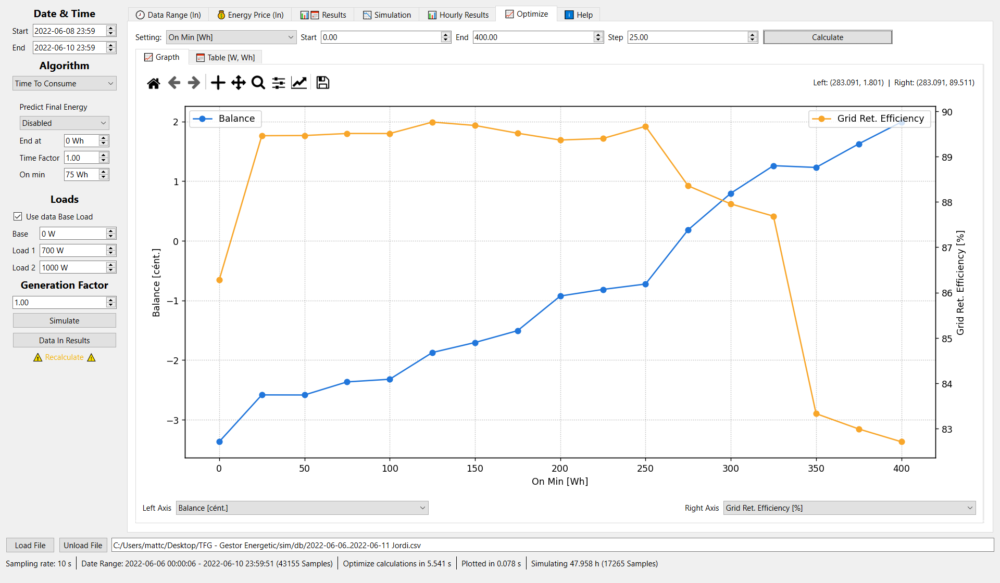 Date & Time
Start 2022-06-08 23:59
End 2022-06-10 23:59
Algorithm
Time To Consume
Predict Final Energy
Disabled
End at 0 Wh
Time Factor 1.00
On min 75 Wh
Loads
Use data Base Load
Base 0 W
Load 1 700 W
Load 2 1000 W
Generation Factor
1.00
Simulate
Data In Results
Recalculate
Data Range (In) Energy Price (In) Results Simulation Hourly Results Optimize Help
Setting: On Min [Wh] Start 0.00 End 400.00 Step 25.00 Calculate
Grapth Table [W, Wh]
Left: (283.091, 1.801) | Right: (283.091, 89.511)
Balance
Grid Ret. Efficiency
2
1
0
−1
−2
−3
Balance [cént.]
90
89
88
87
86
85
84
83
Grid Ret. Efficiency [%]
0 50 100 150 200 250 300 350 400
On Min [Wh]
Left Axis Balance [cént.] Right Axis Grid Ret. Efficiency [%]
Load File Unload File C:/Users/mattc/Desktop/TFG - Gestor Energetic/sim/db/2022-06-06..2022-06-11 Jordi.csv
Sampling rate: 10 s Date Range: 2022-06-06 00:00:06 - 2022-06-10 23:59:51 (43155 Samples) Optimize calculations in 5.541 s Plotted in 0.078 s Simulating 47.958 h (17265 Samples)